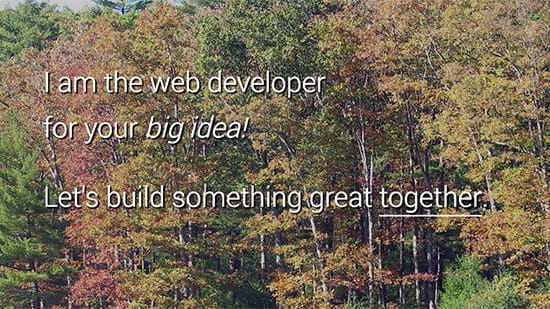 I am the web developer
for your big idea!
Let's build something great together.